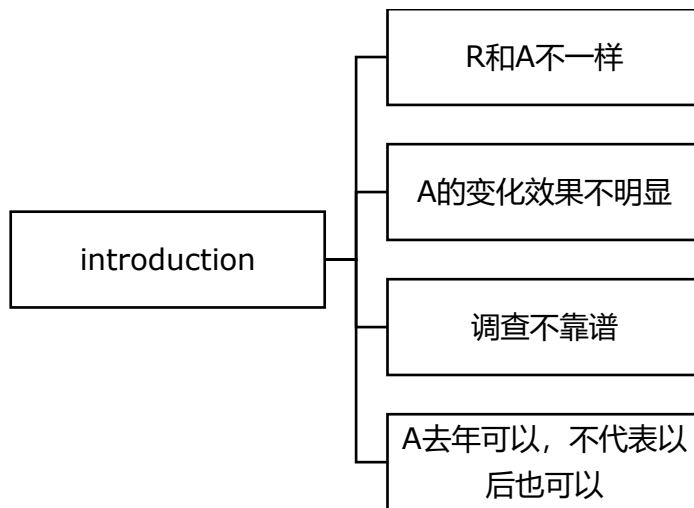 R和A不一样
A的变化效果不明显
introduction
调查不靠谱
A去年可以，不代表以
后也可以